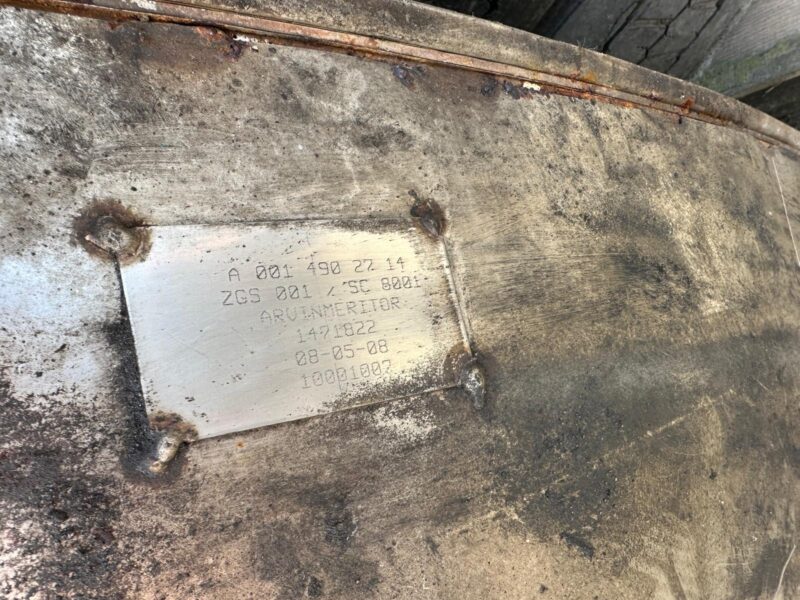 A 001 490 22 14
ZGS 001 / SC 8001
ARVINMERITOR
1471822
08-05-08
10001007